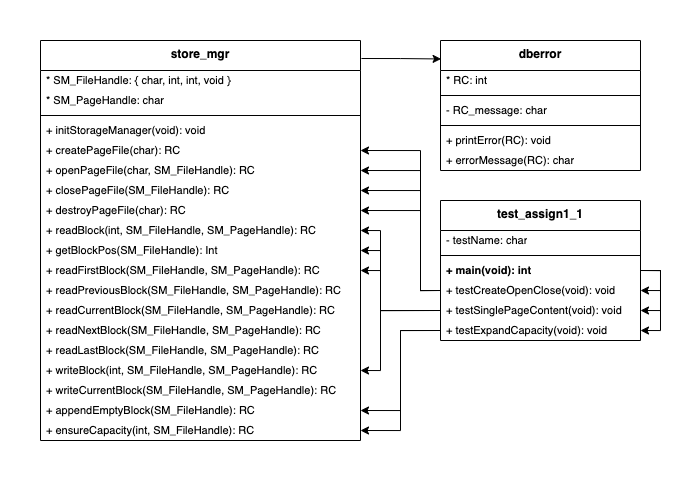 store_mgr
* SM_FileHandle: { char, int, int, void }
* SM_PageHandle: char
+ initStorageManager(void): void
+ createPageFile(char): RC
+ openPageFile(char, SM_FileHandle): RC
+ closePageFile(SM_FileHandle): RC
+ destroyPageFile(char): RC
+ readBlock(int, SM_FileHandle, SM_PageHandle): RC
+ getBlockPos(SM_FileHandle): Int
+ readFirstBlock(SM_FileHandle, SM_PageHandle): RC
+ readPreviousBlock(SM_FileHandle, SM_PageHandle): RC
+ readCurrentBlock(SM_FileHandle, SM_PageHandle): RC
+ readNextBlock(SM_FileHandle, SM_PageHandle): RC
+ readLastBlock(SM_FileHandle, SM_PageHandle): RC
+ writeBlock(int, SM_FileHandle, SM_PageHandle): RC
+ writeCurrentBlock(SM_FileHandle, SM_PageHandle): RC
+ appendEmptyBlock(SM_FileHandle): RC
+ ensureCapacity(int, SM_FileHandle): RC
dberror
* RC: int
- RC_message: char
+ printError(RC): void
+ errorMessage(RC): char
test_assign1_1
- testName: char
+ main(void): int
+ testCreateOpenClose(void): void
+ testSinglePageContent(void): void
+ testExpandCapacity(void): void